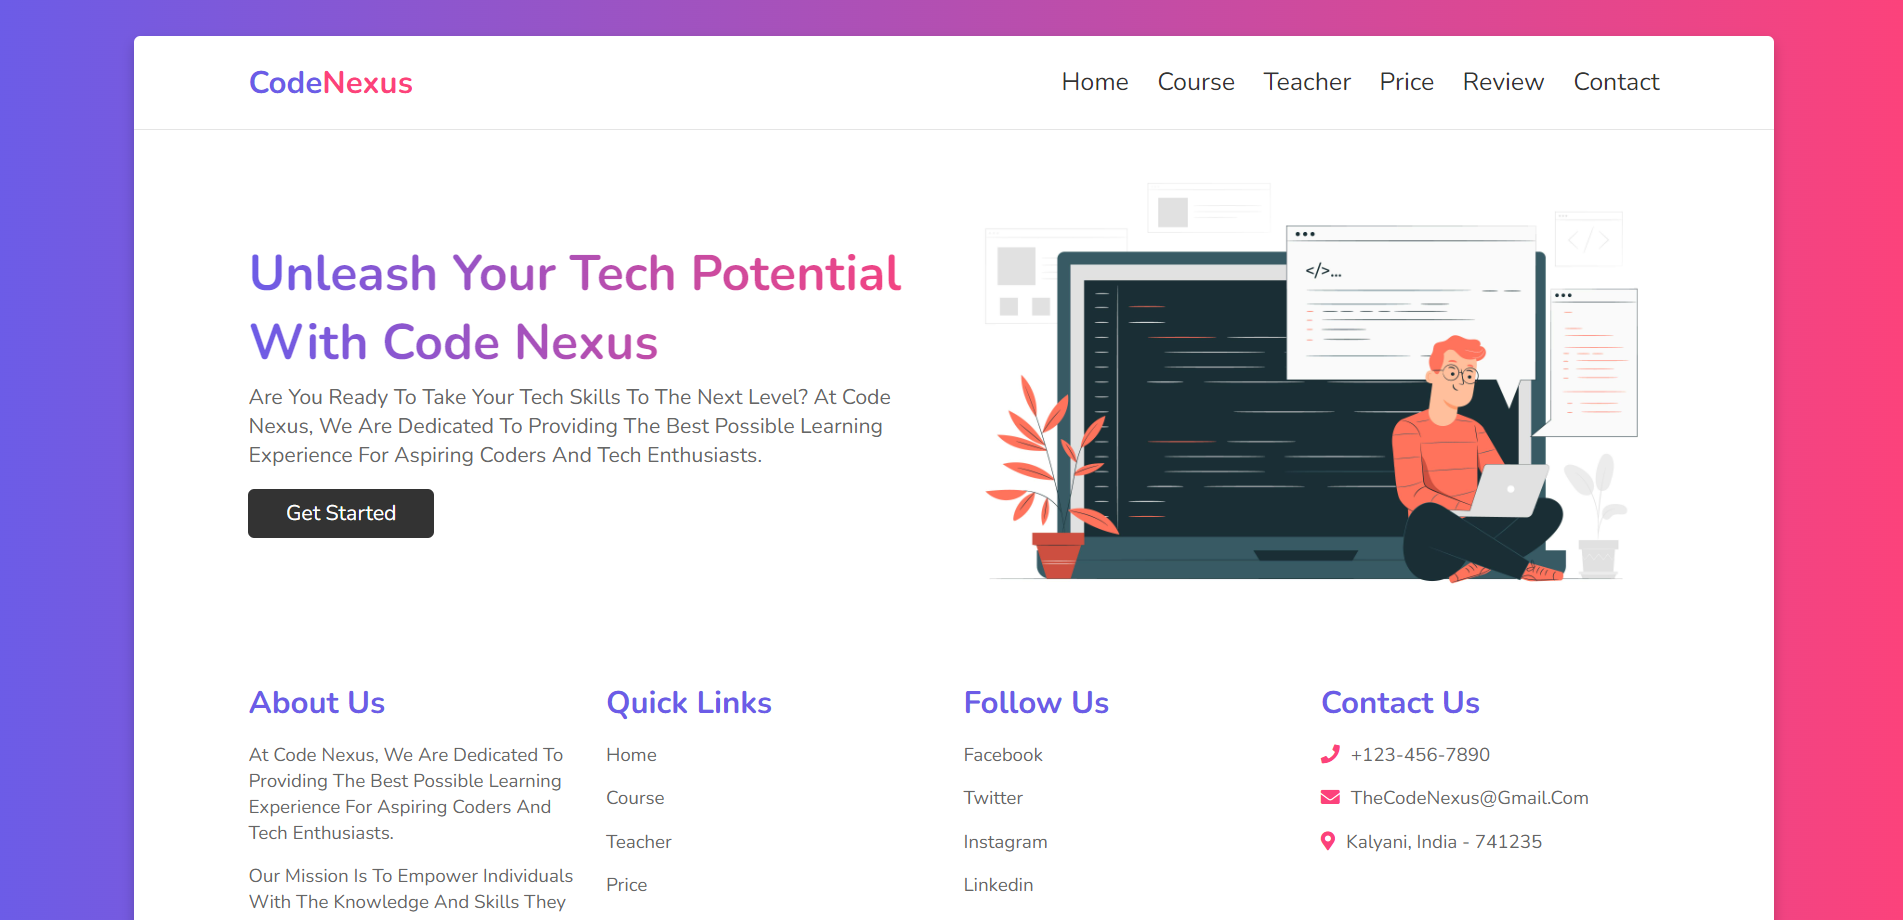 CodeNexus
Home Course Teacher Price Review Contact
Unleash Your Tech Potential
With Code Nexus
Are You Ready To Take Your Tech Skills To The Next Level? At Code
Nexus, We Are Dedicated To Providing The Best Possible Learning
Experience For Aspiring Coders And Tech Enthusiasts.
Get Started
</>...
</>
About Us
At Code Nexus, We Are Dedicated To
Providing The Best Possible Learning
Experience For Aspiring Coders And
Tech Enthusiasts.
Our Mission Is To Empower Individuals
With The Knowledge And Skills They
Quick Links
Home
Course
Teacher
Price
Follow Us
Facebook
Twitter
Instagram
Linkedin
Contact Us
+123-456-7890
TheCodeNexus@Gmail.Com
Kalyani, India - 741235